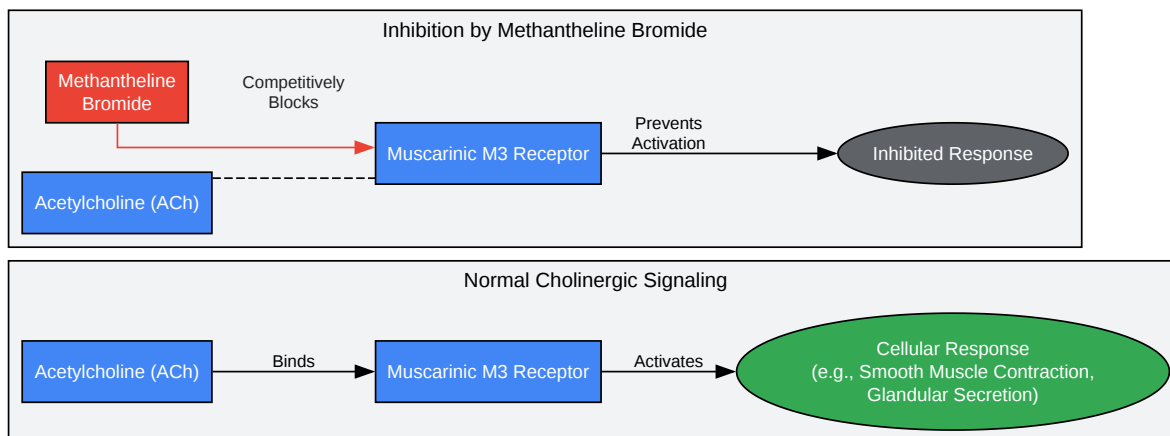 Inhibition by Methantheline Bromide
Methantheline
Bromide
Competitively
Blocks
Muscarinic M3 Receptor
Prevents
Activation
Inhibited Response
Acetylcholine (ACh)
Normal Cholinergic Signaling
Acetylcholine (ACh)
Binds
Muscarinic M3 Receptor
Activates
Cellular Response
(e.g., Smooth Muscle Contraction,
Glandular Secretion)